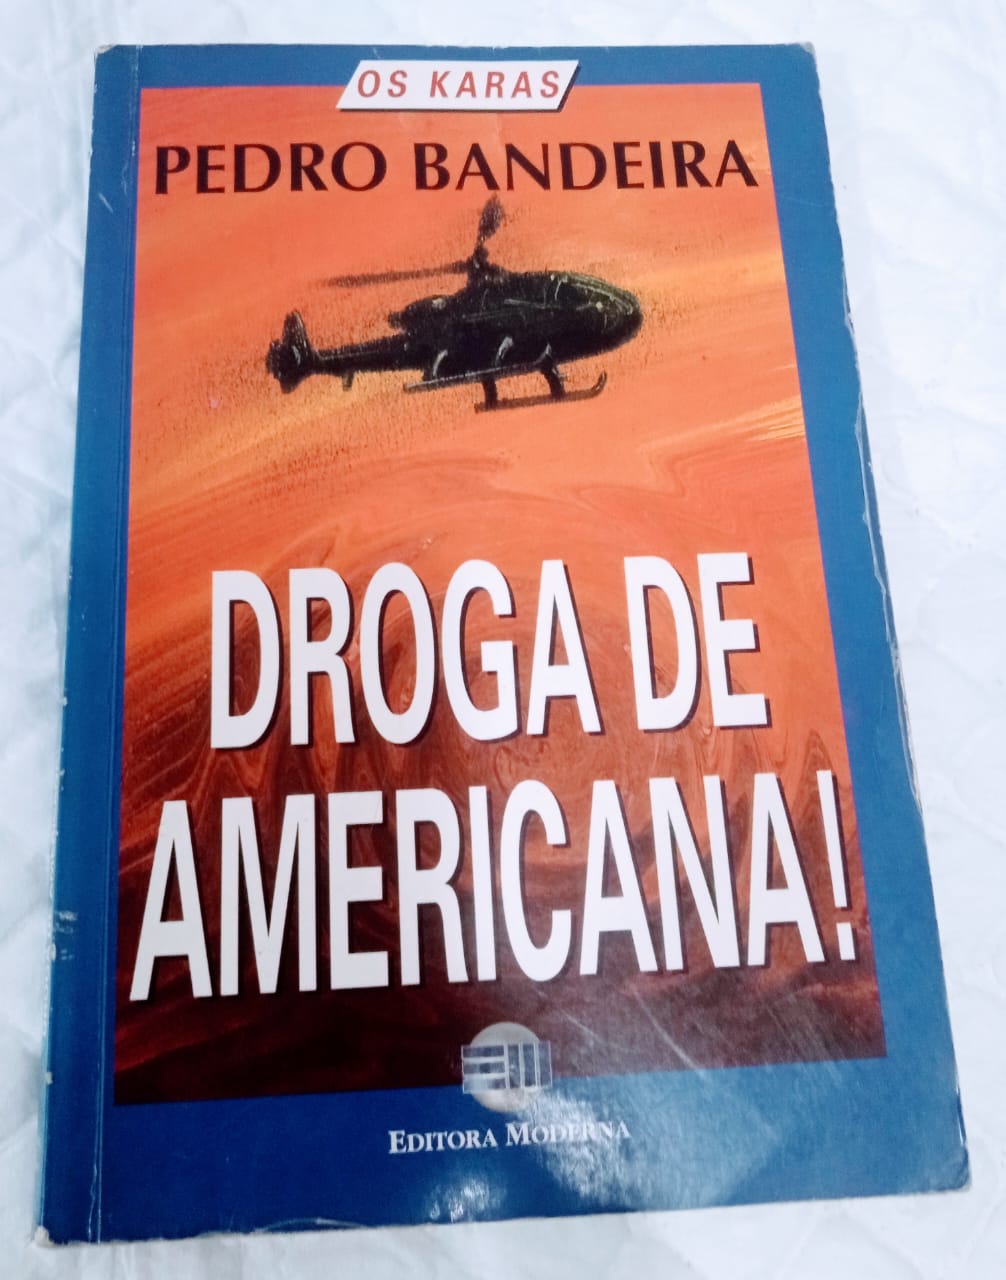 OS KARAS
PEDRO BANDEIRA
DROGA DE
AMERICANA!
EDITORA MODERNA